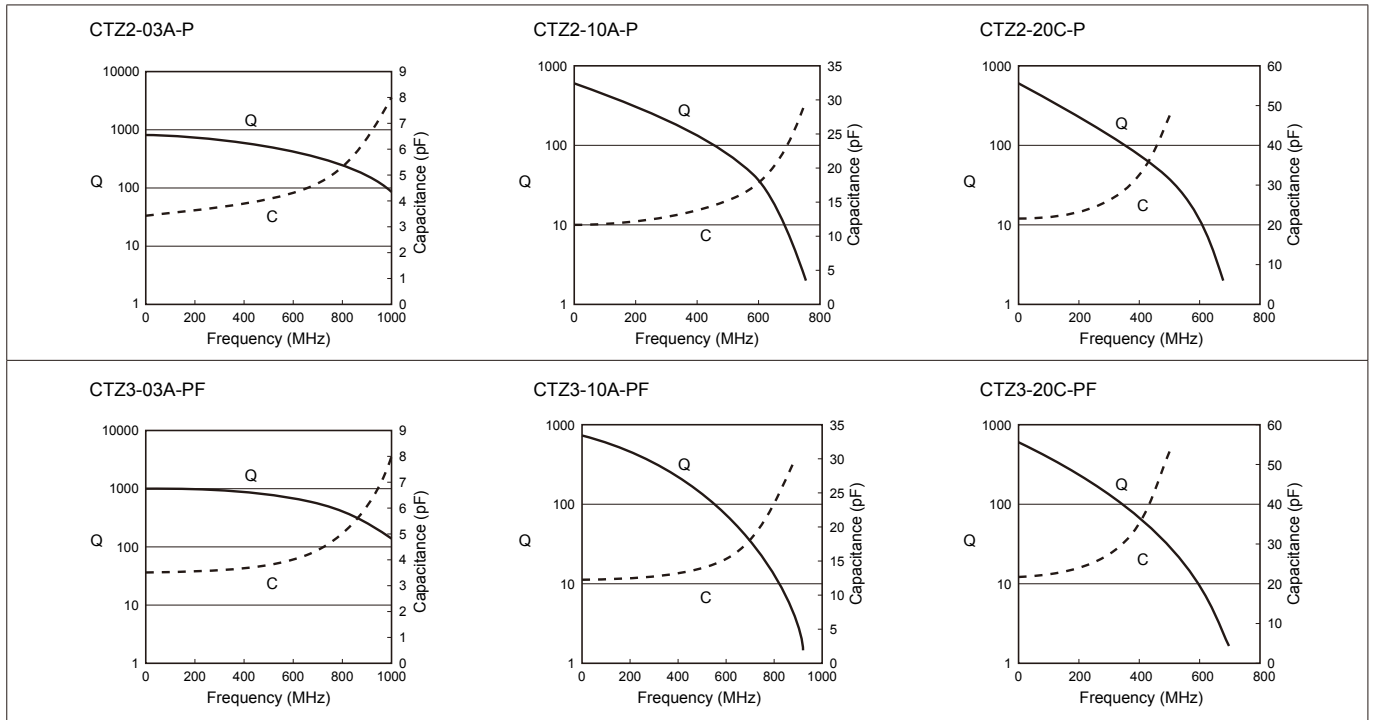 CTZ2-03A-P
10000
1000
100
10
1
Q
Q
C
9
8
7
6
5
4
3
2
1
0
Capacitance (pF)
0 200 400 600 800 1000
Frequency (MHz)
CTZ2-10A-P
1000
100
10
1
Q
Q
C
35
30
25
20
15
10
5
0
Capacitance (pF)
0 200 400 600 800
Frequency (MHz)
CTZ2-20C-P
1000
100
10
1
Q
Q
C
60
50
40
30
20
10
0
Capacitance (pF)
0 200 400 600 800
Frequency (MHz)
CTZ3-03A-PF
10000
1000
100
10
1
Q
Q
C
9
8
7
6
5
4
3
2
1
0
Capacitance (pF)
0 200 400 600 800 1000
Frequency (MHz)
CTZ3-10A-PF
1000
100
10
1
Q
Q
C
35
30
25
20
15
10
5
0
Capacitance (pF)
0 200 400 600 800 1000
Frequency (MHz)
CTZ3-20C-PF
1000
100
10
1
Q
Q
C
60
50
40
30
20
10
0
Capacitance (pF)
0 200 400 600 800
Frequency (MHz)